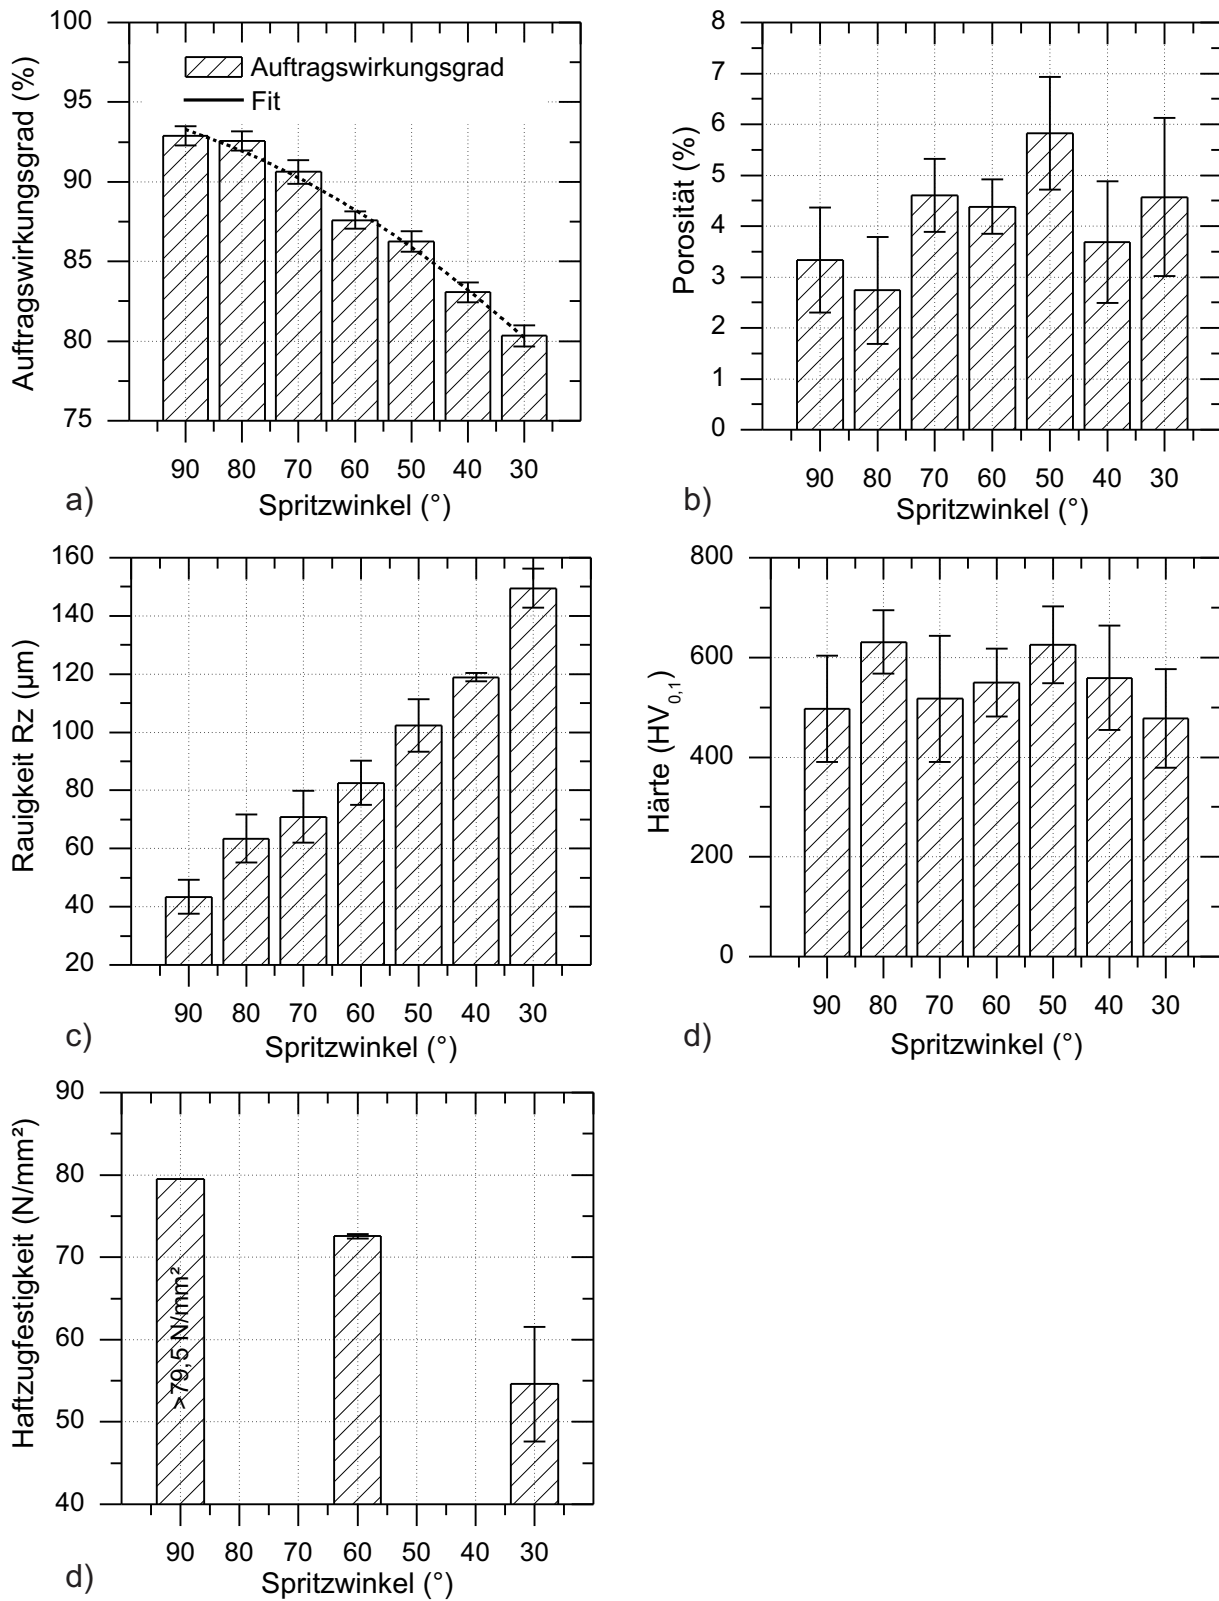 100
95
90
85
80
75
Auftragswirkungsgrad (%)
Auftragswirkungsgrad
Fit
90 80 70 60 50 40 30
Spritzwinkel (°)
a)
8
7
6
5
4
3
2
1
0
Porosität (%)
90 80 70 60 50 40 30
Spritzwinkel (°)
b)
160
140
120
100
80
60
40
20
Rauigkeit Rz (µm)
90 80 70 60 50 40 30
Spritzwinkel (°)
c)
800
600
400
200
0
Härte (HV0,1)
90 80 70 60 50 40 30
Spritzwinkel (°)
d)
90
80
70
60
50
40
Haftzugfestigkeit (N/mm²)
>79,5 N/mm²
90 80 70 60 50 40 30
Spritzwinkel (°)
d)